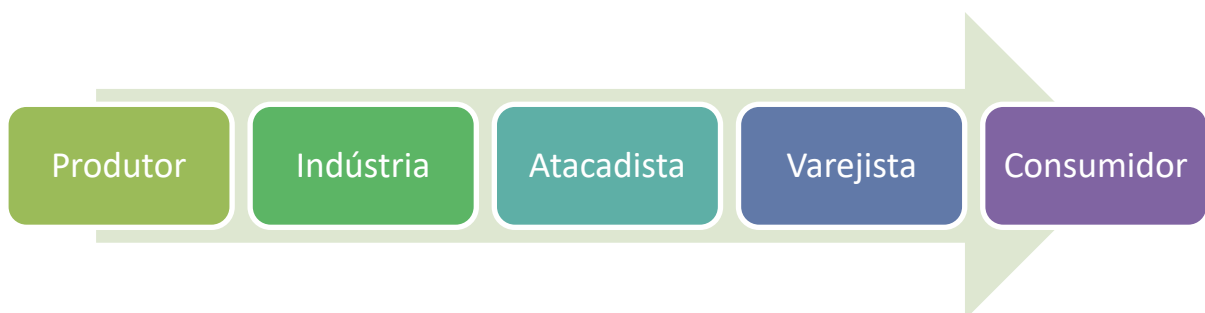 Produtor
Indústria
Atacadista
Varejista
Consumidor